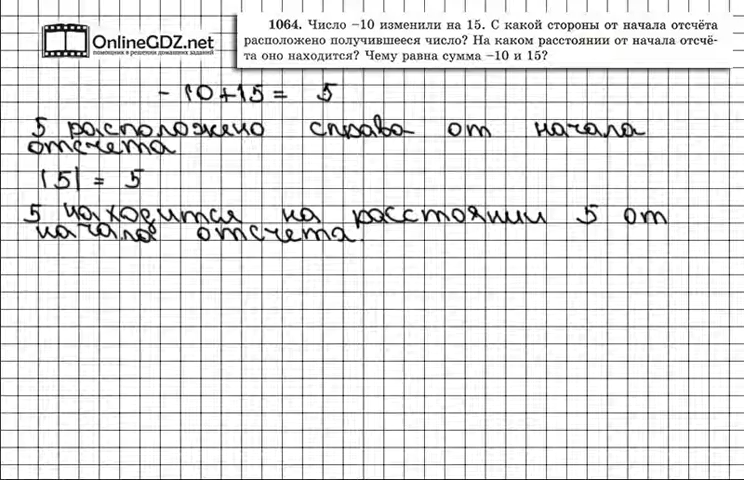 OnlineGDZ.net
помощник в решении домашних заданий
1064. Число −10 изменили на 15. С какой стороны от начала отсчёта
расположено получившееся число? На каком расстоянии от начала отсчё-
та оно находится? Чему равна сумма −10 и 15?
- 10+15 = 5
5 расположено справа от начала
отсчета
|5| = 5
5 находится на расстоянии 5 от
начала отсчета.